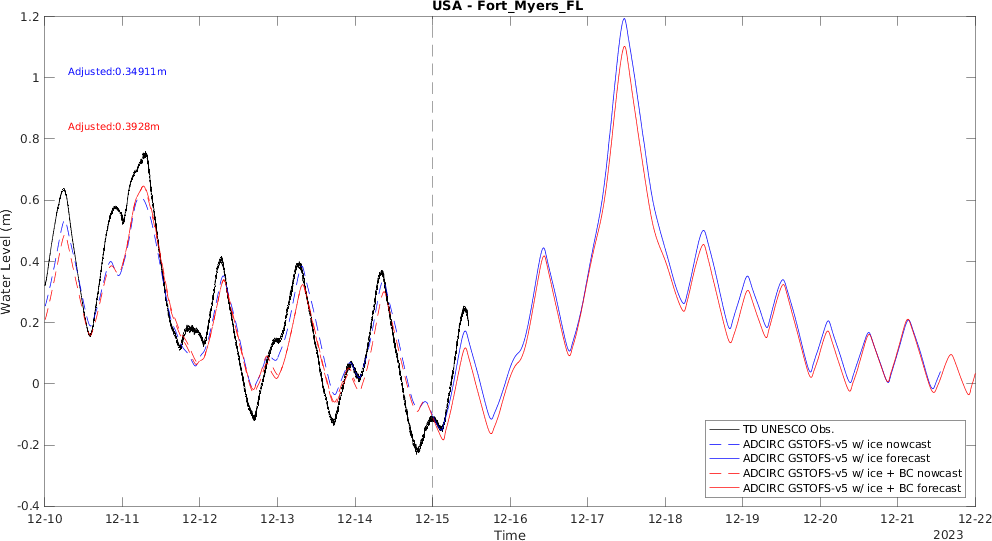 USA - Fort_Myers_FL
1.2
1
0.8
0.6
0.4
0.2
0
-0.2
-0.4
Water Level (m)
Adjusted:0.34911m
Adjusted:0.3928m
TD UNESCO Obs.
ADCIRC GSTOFS-v5 w/ ice nowcast
ADCIRC GSTOFS-v5 w/ ice forecast
ADCIRC GSTOFS-v5 w/ ice + BC nowcast
ADCIRC GSTOFS-v5 w/ ice + BC forecast
12-10 12-11 12-12 12-13 12-14 12-15 12-16 12-17 12-18 12-19 12-20 12-21 12-22
Time
2023